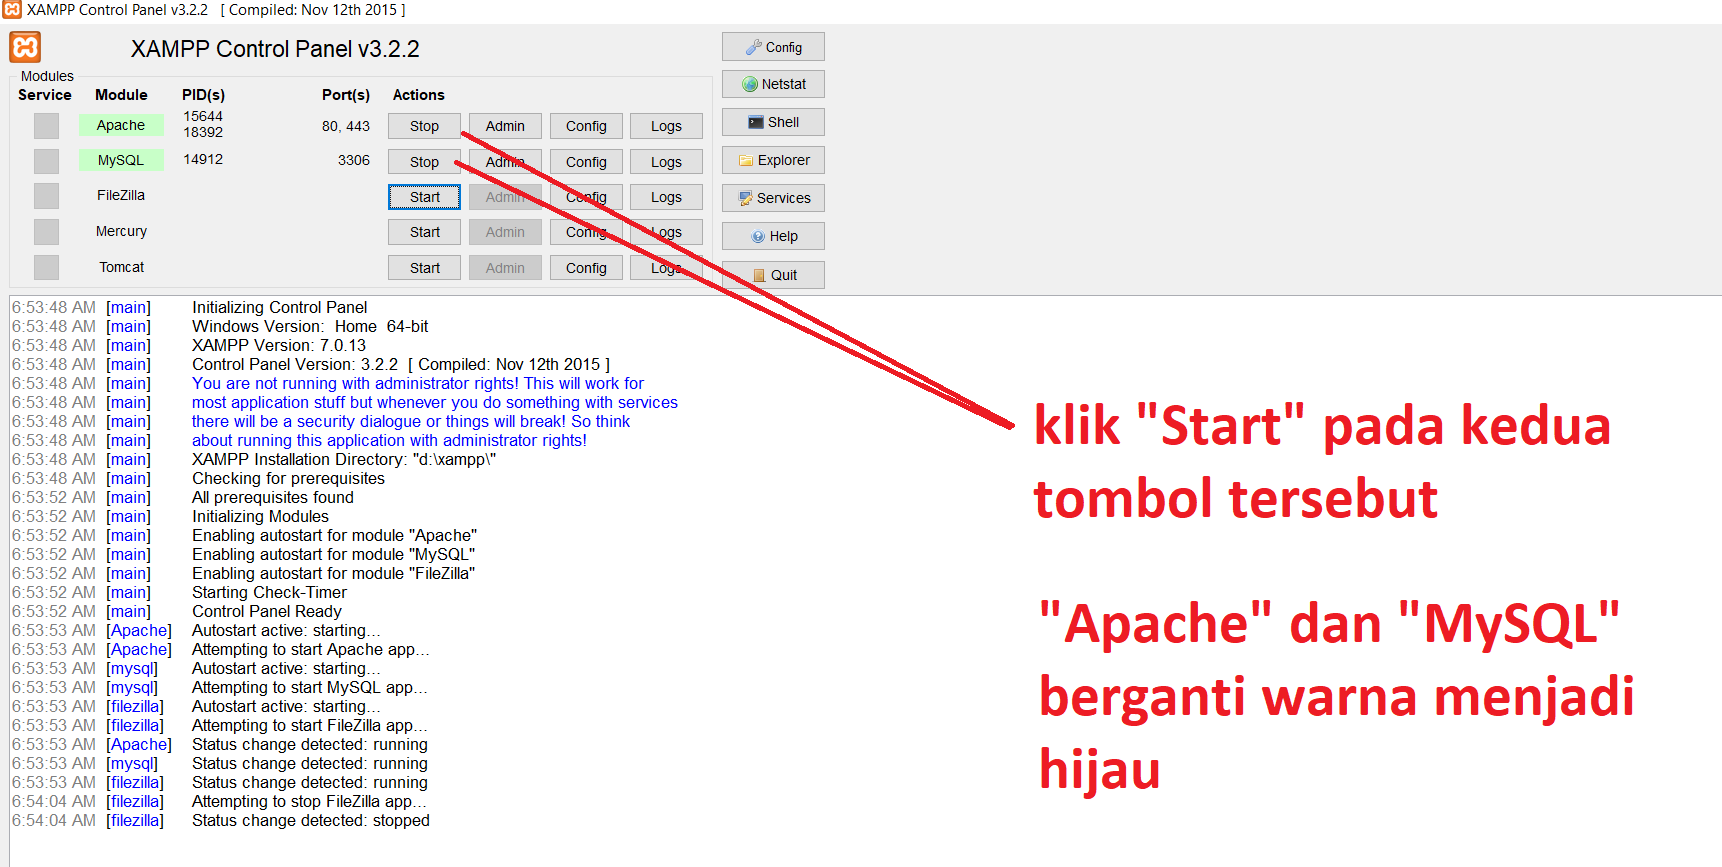 XAMPP Control Panel v3.2.2 [ Compiled: Nov 12th 2015 ]
XAMPP Control Panel v3.2.2
Config
Modules
Service Module PID(s) Port(s) Actions
Netstat
Apache 15644 18392 80, 443 Stop Admin Config Logs
Shell
MySQL 14912 3306 Stop Admin Config Logs
Explorer
FileZilla Start Admin Config Logs
Services
Mercury Start Admin Config Logs
Help
Tomcat Start Admin Config Logs
Quit
6:53:48 AM [main] Initializing Control Panel
6:53:48 AM [main] Windows Version: Home 64-bit
6:53:48 AM [main] XAMPP Version: 7.0.13
6:53:48 AM [main] Control Panel Version: 3.2.2 [ Compiled: Nov 12th 2015 ]
6:53:48 AM [main] You are not running with administrator rights! This will work for
6:53:48 AM [main] most application stuff but whenever you do something with services
6:53:48 AM [main] there will be a security dialogue or things will break! So think
6:53:48 AM [main] about running this application with administrator rights!
6:53:48 AM [main] XAMPP Installation Directory: "d:\xampp\"
6:53:48 AM [main] Checking for prerequisites
6:53:52 AM [main] All prerequisites found
6:53:52 AM [main] Initializing Modules
6:53:52 AM [main] Enabling autostart for module "Apache"
6:53:52 AM [main] Enabling autostart for module "MySQL"
6:53:52 AM [main] Enabling autostart for module "FileZilla"
6:53:52 AM [main] Starting Check-Timer
6:53:52 AM [main] Control Panel Ready
6:53:53 AM [Apache] Autostart active: starting...
6:53:53 AM [Apache] Attempting to start Apache app...
6:53:53 AM [mysql] Autostart active: starting...
6:53:53 AM [mysql] Attempting to start MySQL app...
6:53:53 AM [filezilla] Autostart active: starting...
6:53:53 AM [filezilla] Attempting to start FileZilla app...
6:53:53 AM [Apache] Status change detected: running
6:53:53 AM [mysql] Status change detected: running
6:53:53 AM [filezilla] Status change detected: running
6:54:04 AM [filezilla] Attempting to stop FileZilla app...
6:54:04 AM [filezilla] Status change detected: stopped
klik "Start" pada kedua
tombol tersebut
"Apache" dan "MySQL"
berganti warna menjadi
hijau